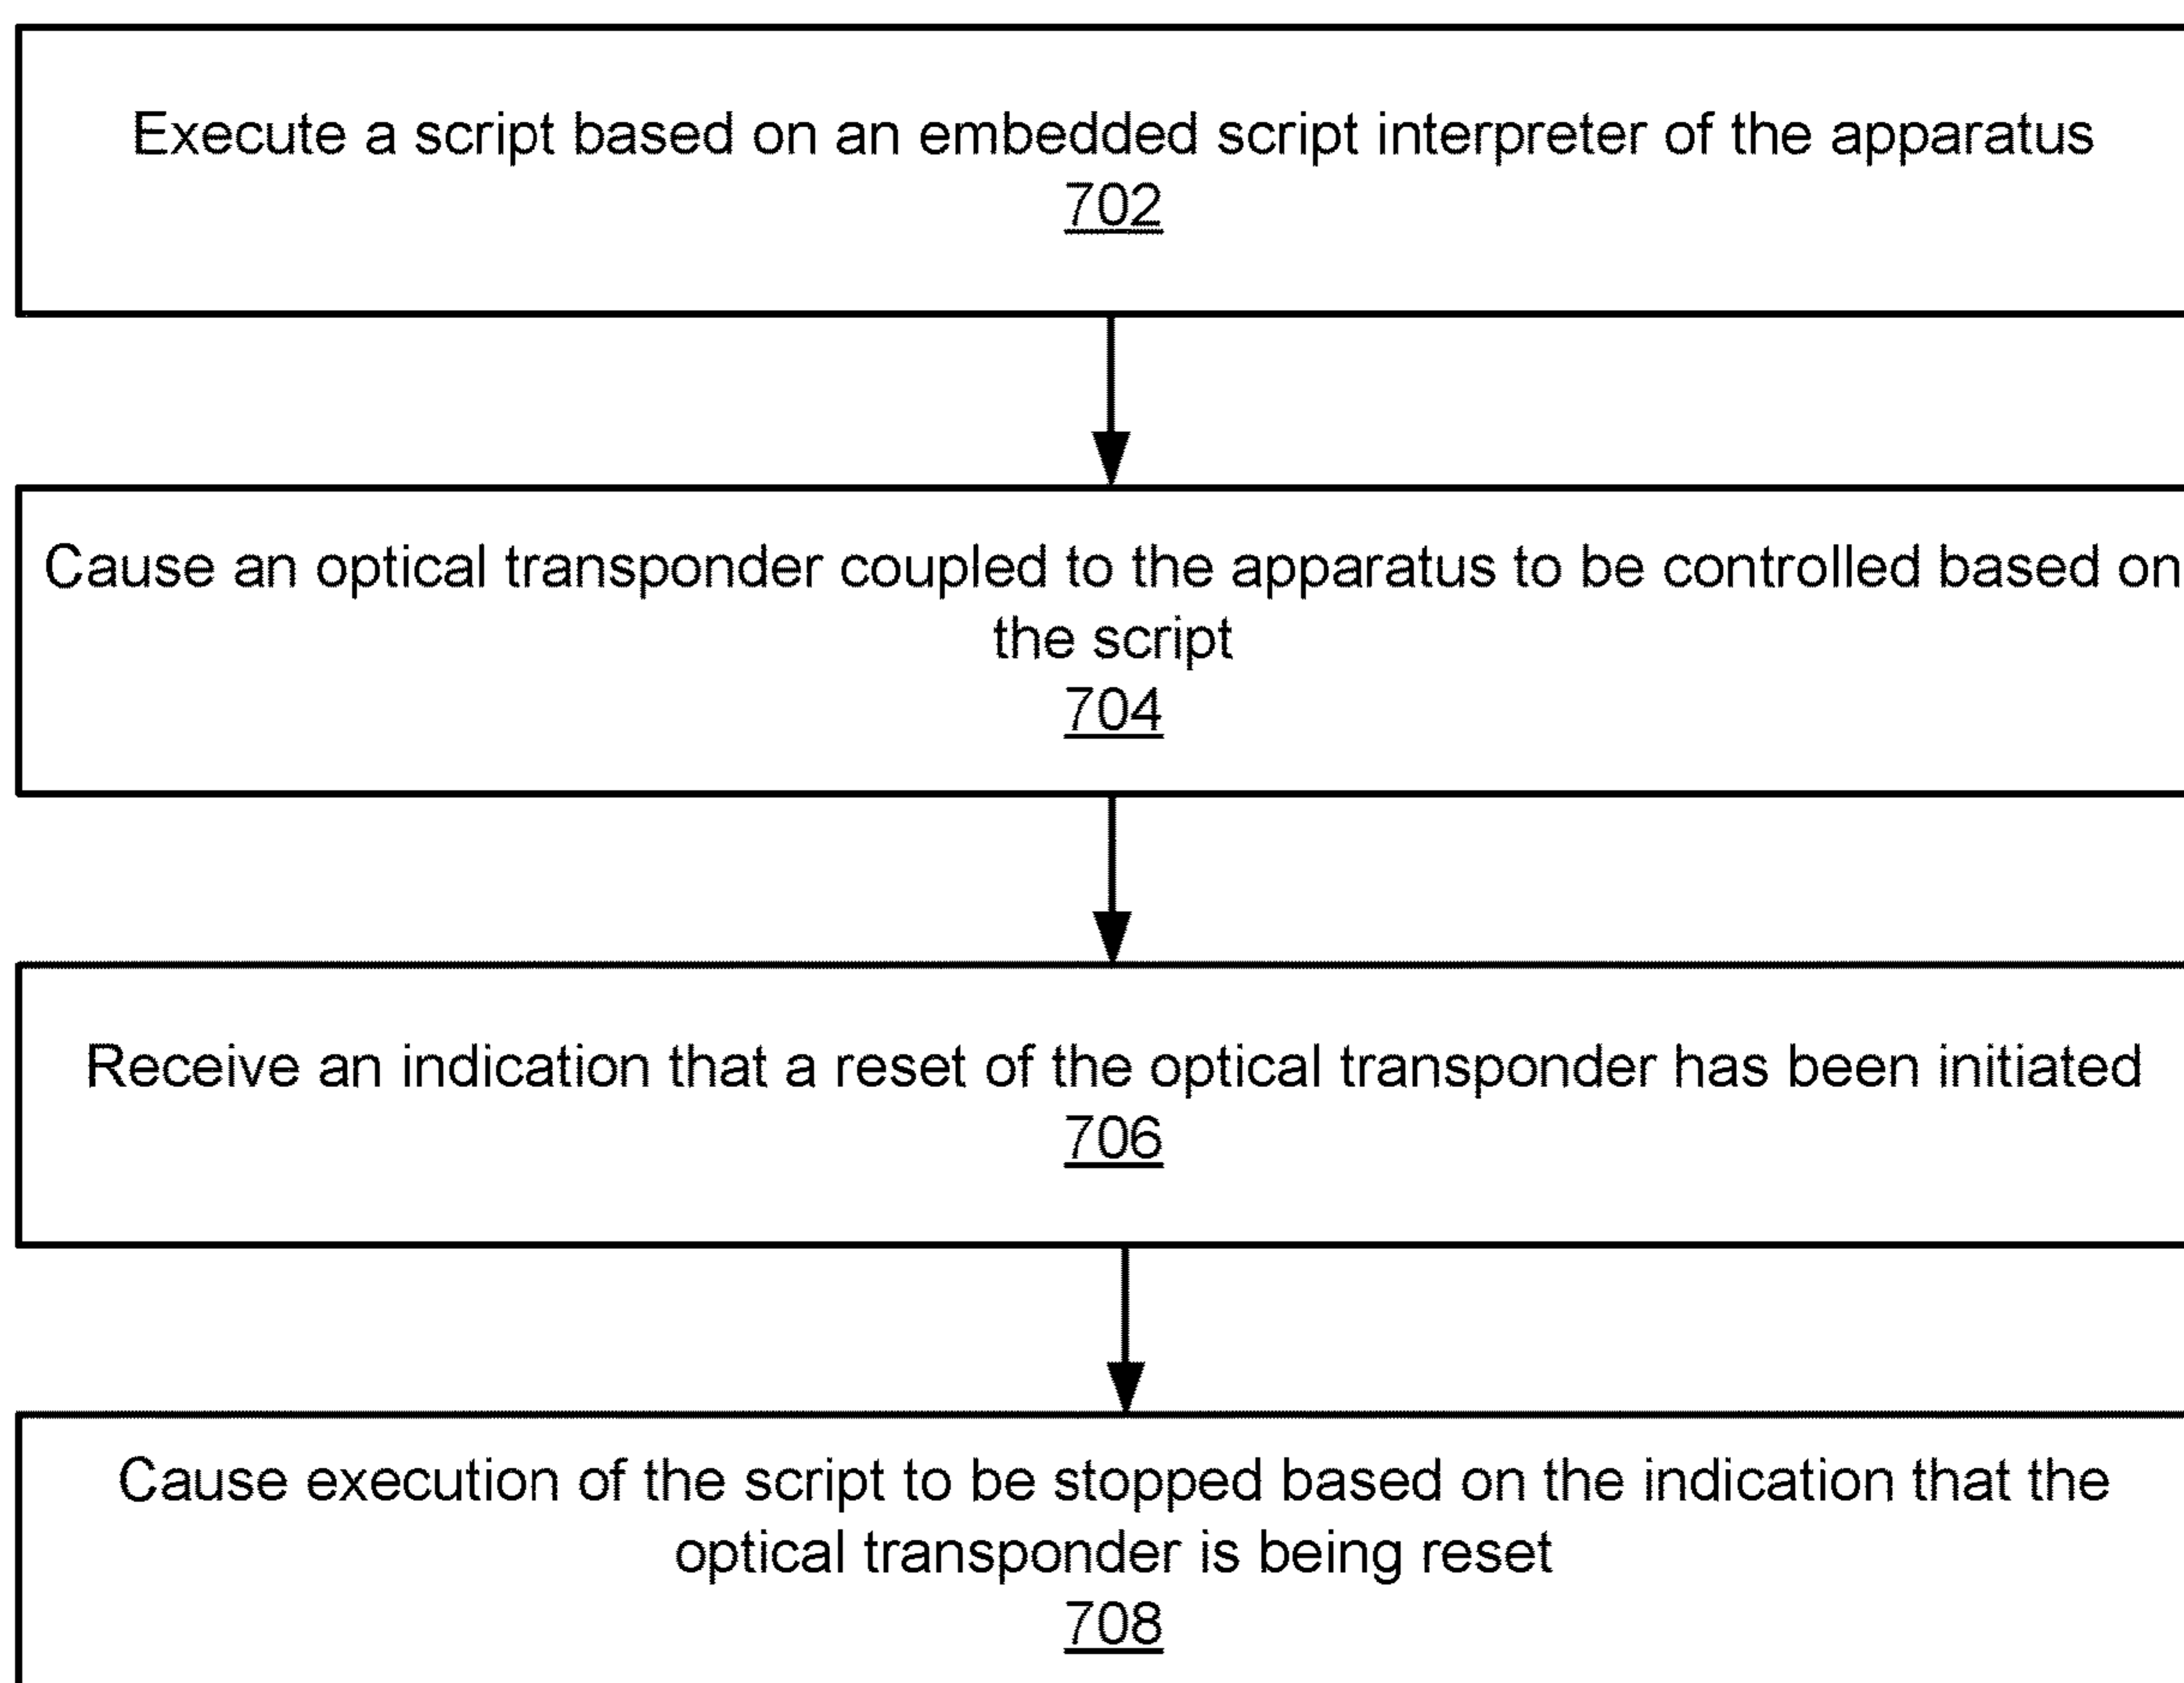 Execute a script based on an embedded script interpreter of the apparatus
702
Cause an optical transponder coupled to the apparatus to be controlled based on
the script
704
Receive an indication that a reset of the optical transponder has been initiated
706
Cause execution of the script to be stopped based on the indication that the
optical transponder is being reset
708